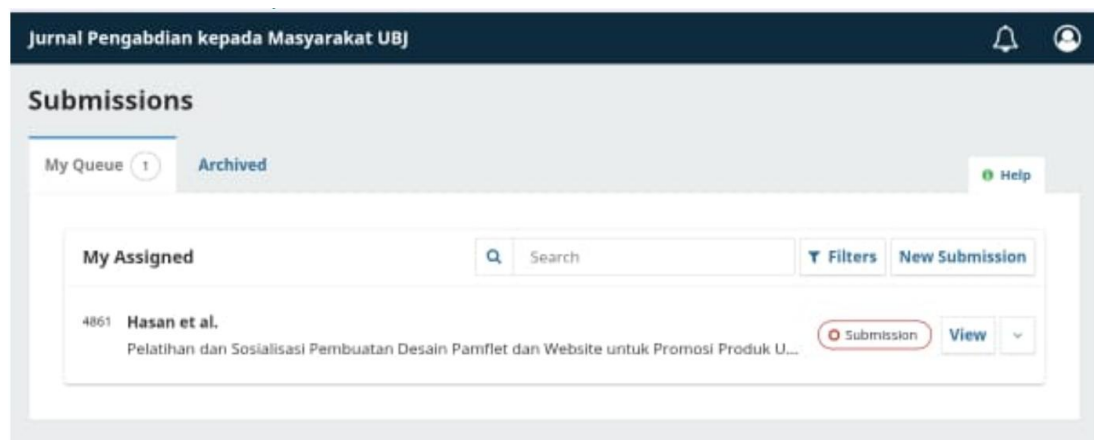 Jurnal Pengabdian kepada Masyarakat UBJ
Submissions
My Queue 1 Archived
Help
My Assigned Search Filters New Submission
4861 Hasan et al. Submission View
Pelatihan dan Sosialisasi Pembuatan Desain Pamflet dan Website untuk Promosi Produk U...